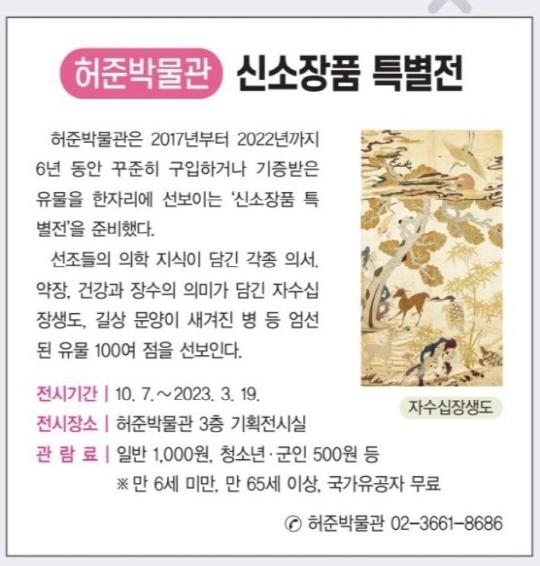 허준박물관 신소장품 특별전
허준박물관은 2017년부터 2022년까지
6년 동안 꾸준히 구입하거나 기증받은
유물을 한자리에 선보이는 ‘신소장품 특
별전’을 준비했다.
선조들의 의학 지식이 담긴 각종 의서,
약장, 건강과 장수의 의미가 담긴 자수십
장생도, 길상 문양이 새겨진 병 등 엄선
된 유물 100여 점을 선보인다.
자수십장생도
전시기간 | 10. 7.~2023. 3. 19.
전시장소 | 허준박물관 3층 기획전시실
관 람 료 | 일반 1,000원, 청소년·군인 500원 등
※ 만 6세 미만, 만 65세 이상, 국가유공자 무료
✆ 허준박물관 02-3661-8686